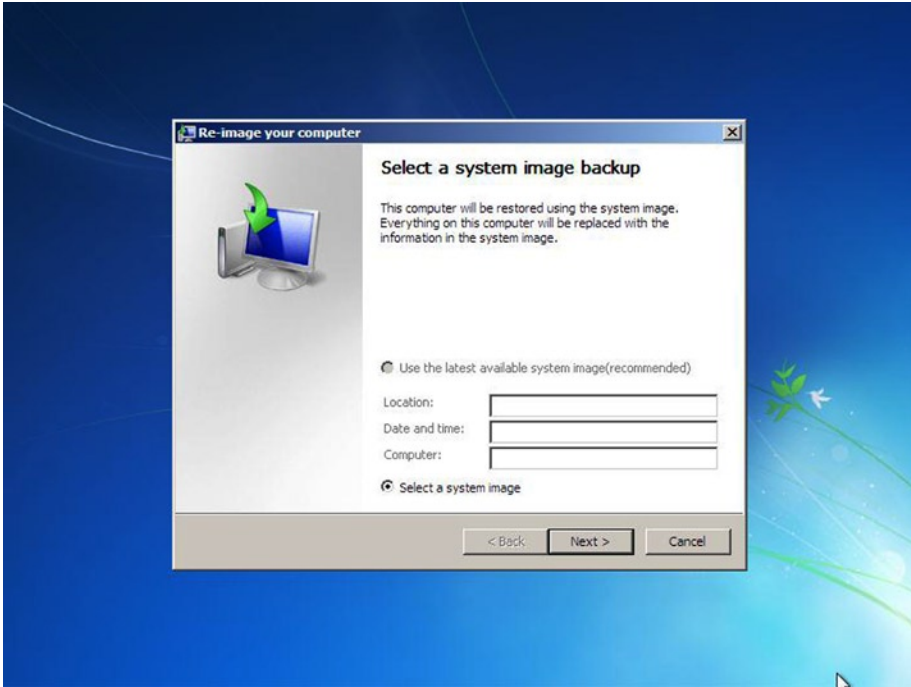 Re-image your computer
Select a system image backup
This computer will be restored using the system image.
Everything on this computer will be replaced with the
information in the system image.
Use the latest available system image(recommended)
Location:
Date and time:
Computer:
Select a system image
< Back
Next >
Cancel